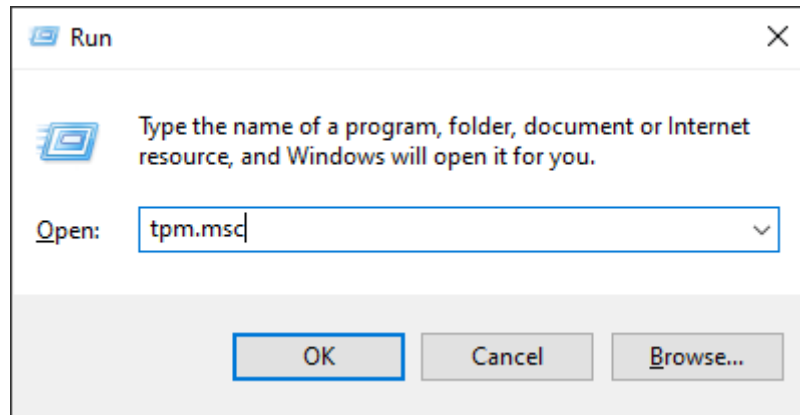 Run
Type the name of a program, folder, document or Internet
resource, and Windows will open it for you.
Open:
tpm.msc
OK
Cancel
Browse...